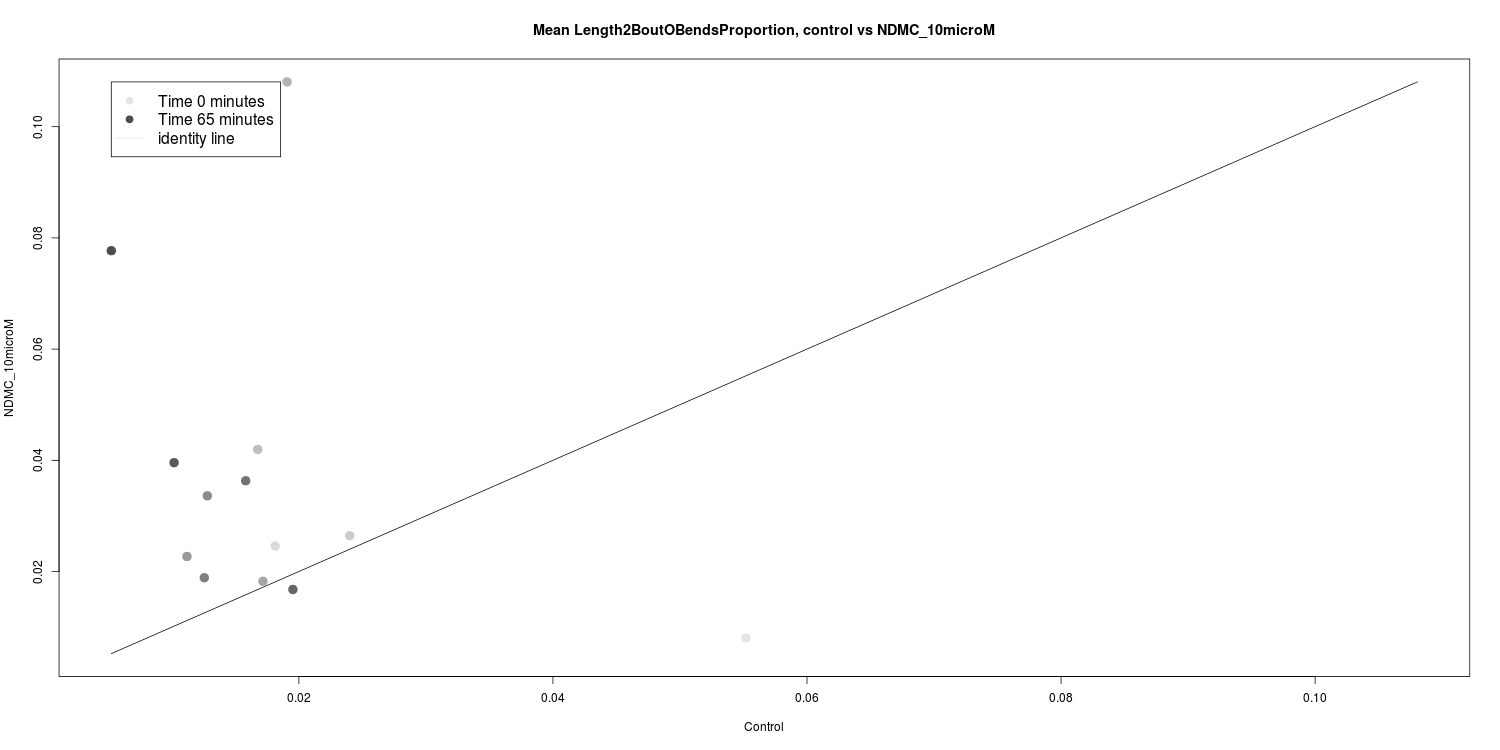 Mean Length2BoutOBendsProportion, control vs NDMC_10microM
Time 0 minutes
Time 65 minutes
identity line
NDMC_10microM
0.10
0.08
0.06
0.04
0.02
0.02
0.04
0.06
0.08
0.10
Control